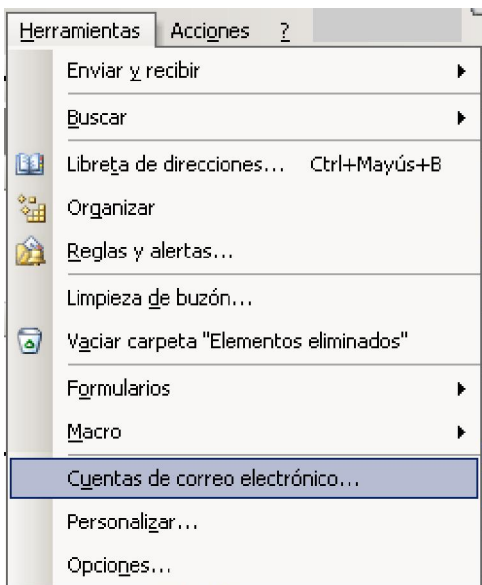 Herramientas Acciones ?
Enviar y recibir
Buscar
Libreta de direcciones... Ctrl+Mayús+B
Organizar
Reglas y alertas...
Limpieza de buzón...
Vaciar carpeta "Elementos eliminados"
Formularios
Macro
Cuentas de correo electrónico...
Personalizar...
Opciones...